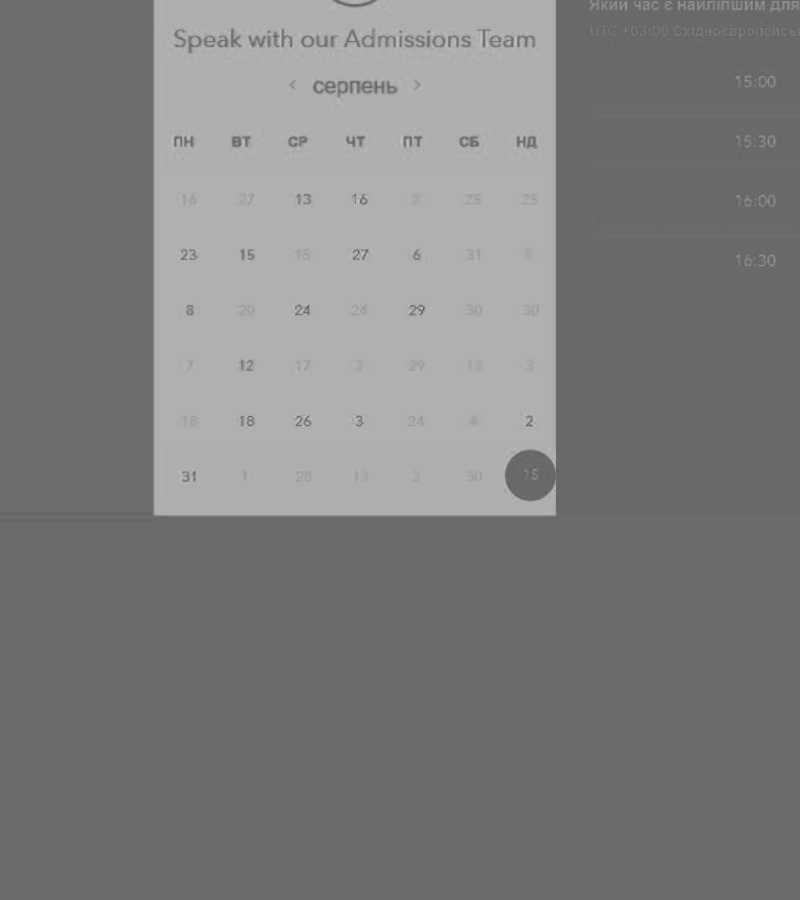 Speak with our Admissions Team
< серпень >
ПН ВТ СР ЧТ ПТ СБ НД
16 27 13 16 2 25 25
23 15 15 27 6 31 5
8 20 24 24 29 30 30
7 12 17 3 29 13 3
18 18 26 3 24 4 2
31 1 28 13 3 30 15
Який час є найліпшим для
UTC +03:00 Східноєвропейськ
15:00
15:30
16:00
16:30